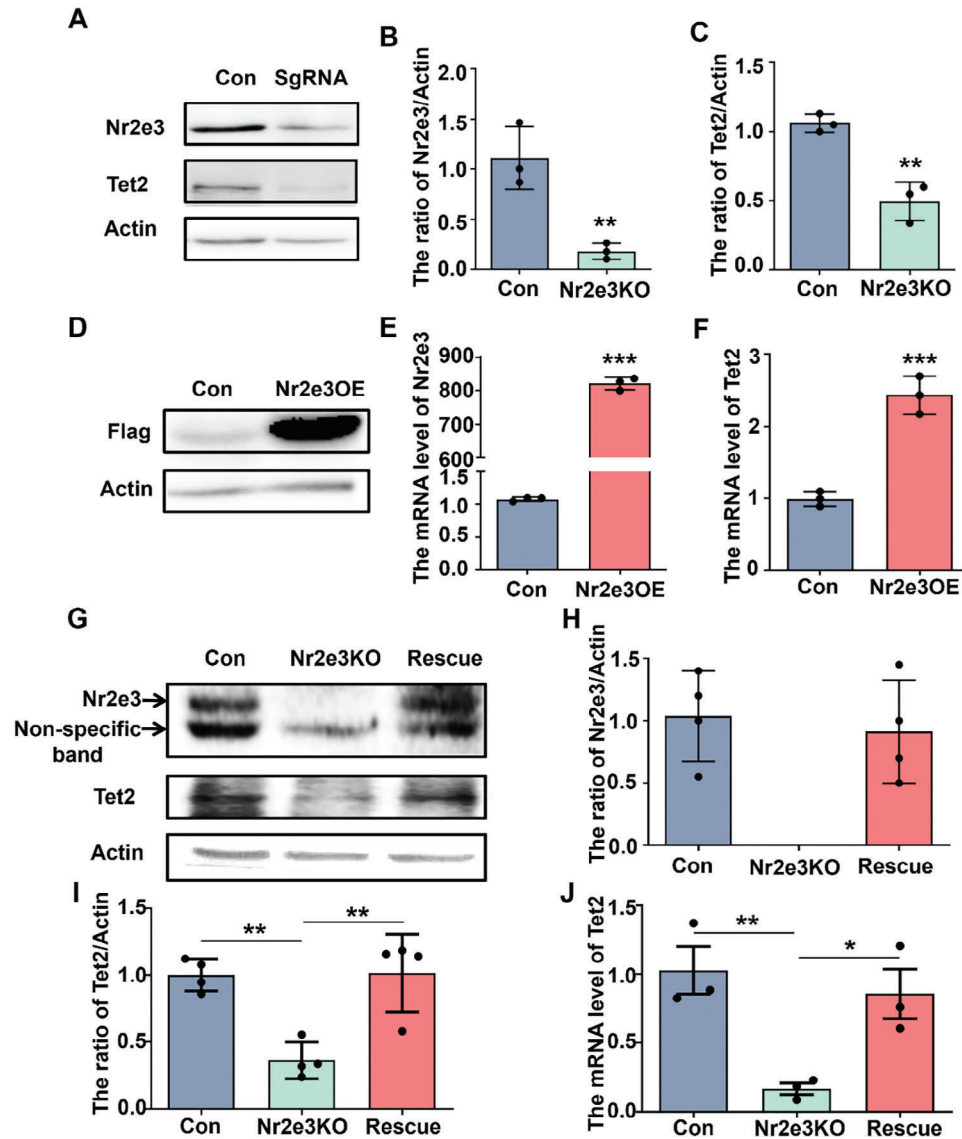 A
Con SgRNA
Nr2e3
Tet2
Actin
B
The ratio of Nr2e3/Actin
2.0
1.5
1.0
0.5
0.0
**
Con Nr2e3KO
C
The ratio of Tet2/Actin
1.5
1.0
0.5
0.0
**
Con Nr2e3KO
D
Con Nr2e3OE
Flag
Actin
E
The mRNA level of Nr2e3
900
800
700
600
1.0
0.5
0.0
***
Con Nr2e3OE
F
The mRNA level of Tet2
3
2
1
0
***
Con Nr2e3OE
G
Con Nr2e3KO Rescue
Nr2e3
Non-specific
band
Tet2
Actin
H
The ratio of Nr2e3/Actin
1.5
1.0
0.5
0.0
Con Nr2e3KO Rescue
I
The ratio of Tet2/Actin
1.5
1.0
0.5
0.0
** **
Con Nr2e3KO Rescue
J
The mRNA level of Tet2
1.5
1.0
0.5
0.0
** *
Con Nr2e3KO Rescue